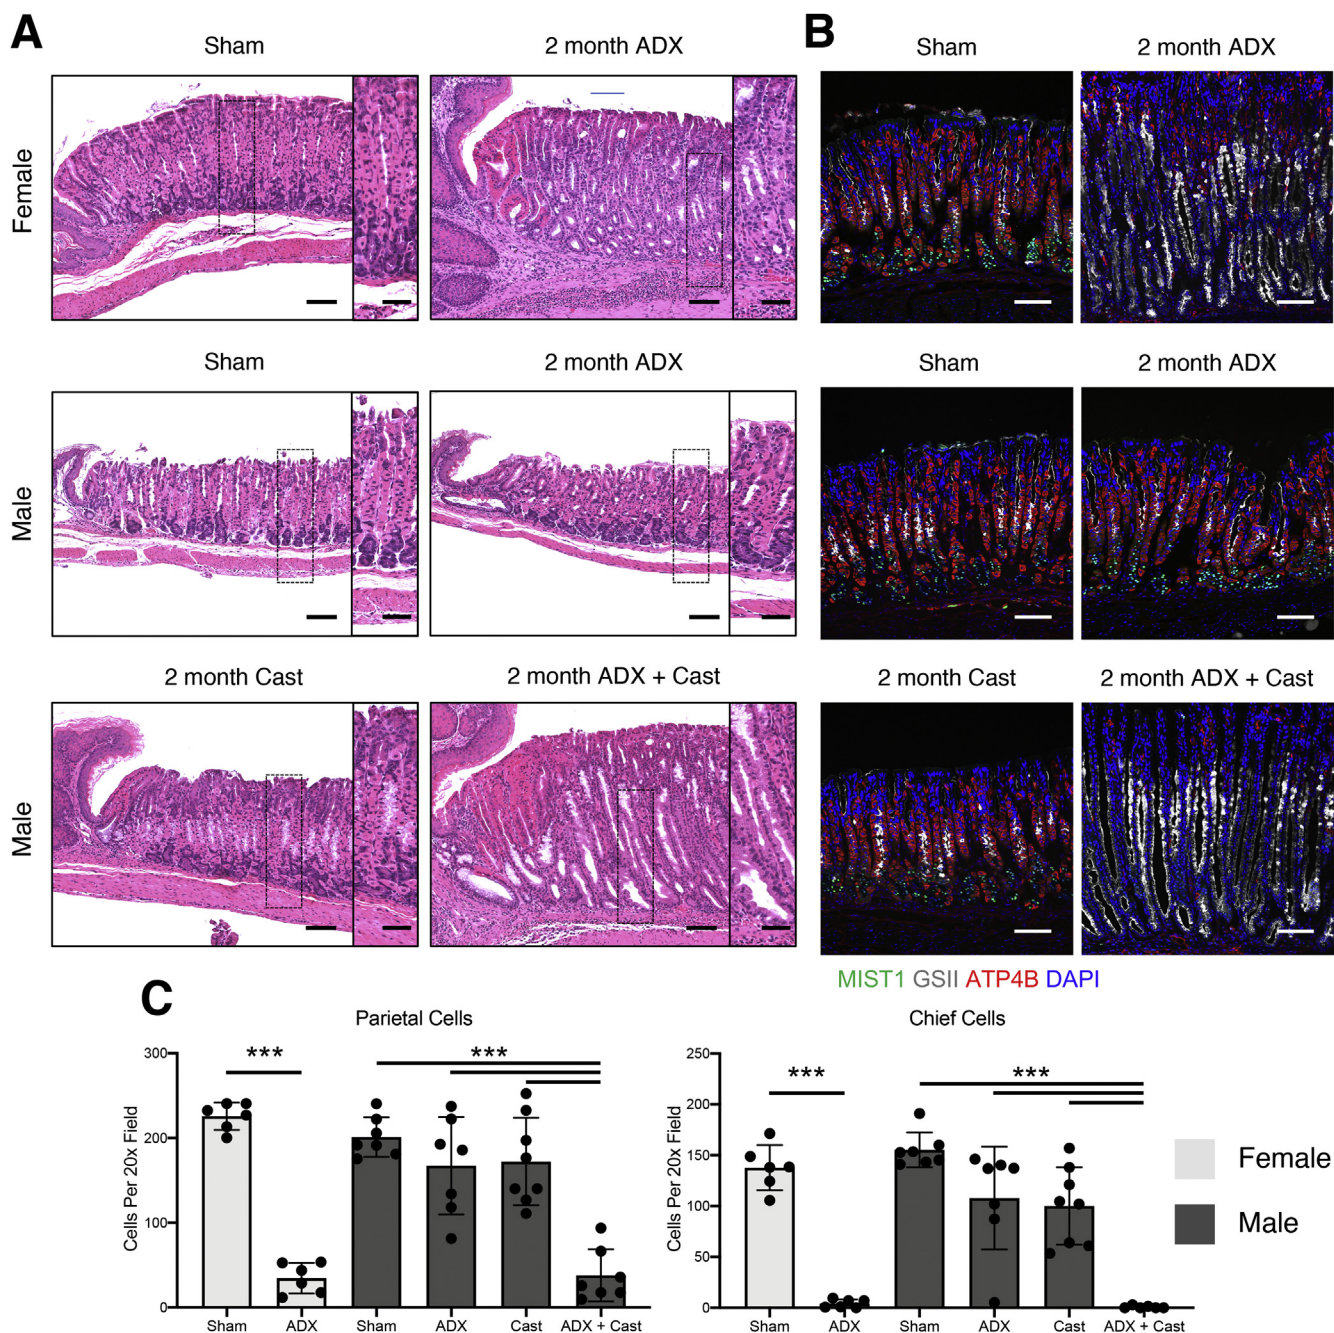 A
B
Sham
2 month ADX
Sham
2 month ADX
Female
Sham
2 month ADX
Sham
2 month ADX
Male
2 month Cast
2 month ADX + Cast
2 month Cast
2 month ADX + Cast
Male
MIST1 GSII ATP4B DAPI
C
Parietal Cells
Cells Per 20x Field
300
200
100
0
***
***
Sham
ADX
Sham
ADX
Cast
ADX + Cast
Chief Cells
Cells Per 20x Field
250
200
150
100
50
0
***
***
Sham
ADX
Sham
ADX
Cast
ADX + Cast
Female
Male